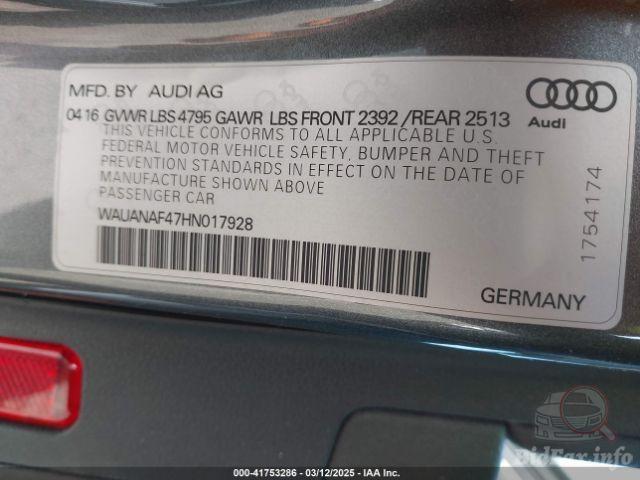 MFD. BY AUDI AG
0416 GVWR LBS 4795 GAWR LBS FRONT 2392 /REAR 2513
THIS VEHICLE CONFORMS TO ALL APPLICABLE U.S.
FEDERAL MOTOR VEHICLE SAFETY, BUMPER AND THEFT
PREVENTION STANDARDS IN EFFECT ON THE DATE OF
MANUFACTURE SHOWN ABOVE
PASSENGER CAR
WAUANAF47HN017928
Audi
1754174
GERMANY
BidFax.info
000-41753286 - 03/12/2025 - IAA Inc.